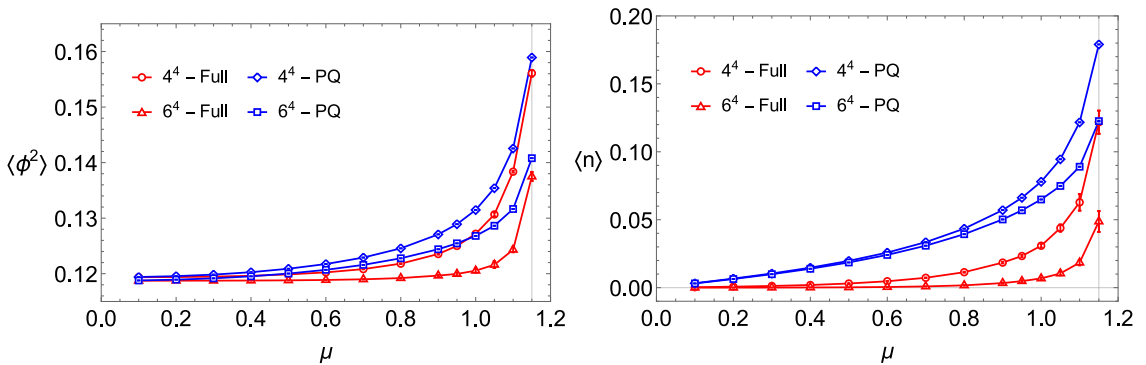 0.16
0.15
0.14
0.13
0.12
⟨ϕ²⟩
4⁴ – Full
4⁴ – PQ
6⁴ – Full
6⁴ – PQ
0.0 0.2 0.4 0.6 0.8 1.0 1.2
μ
0.20
0.15
0.10
0.05
0.00
⟨n⟩
4⁴ – Full
4⁴ – PQ
6⁴ – Full
6⁴ – PQ
0.0 0.2 0.4 0.6 0.8 1.0 1.2
μ